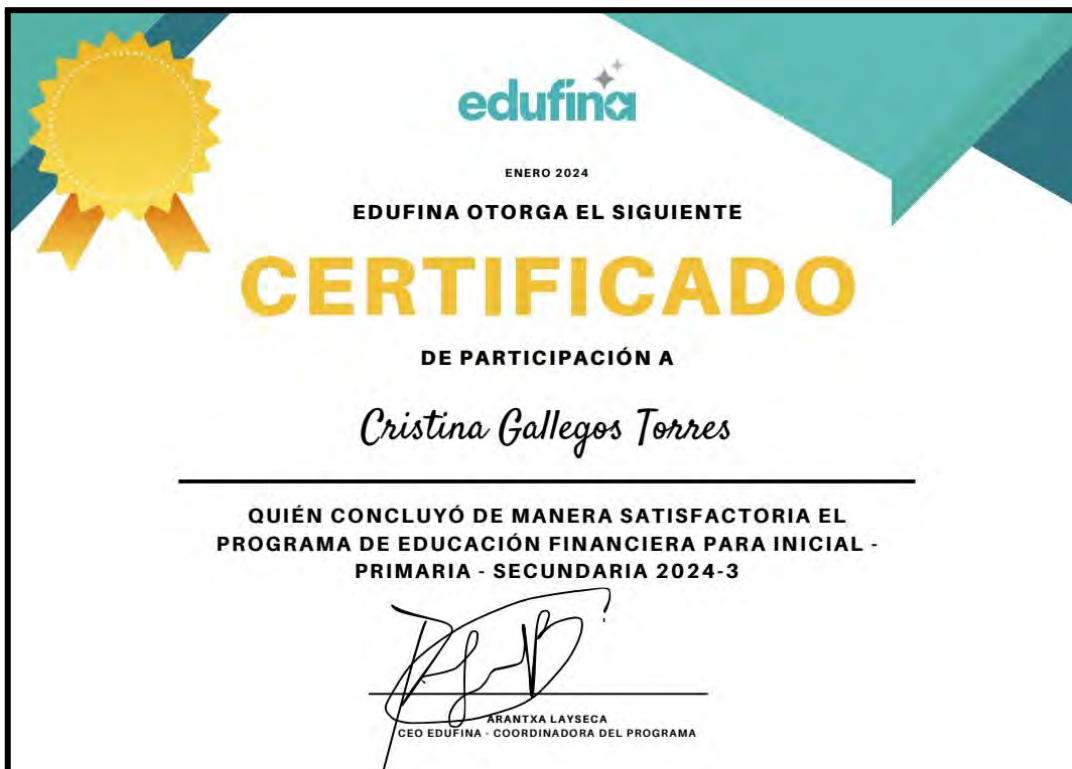 edufina
ENERO 2024
EDUFINA OTORGA EL SIGUIENTE
CERTIFICADO
DE PARTICIPACIÓN A
Cristina Gallegos Torres
QUIÉN CONCLUYÓ DE MANERA SATISFACTORIA EL
PROGRAMA DE EDUCACIÓN FINANCIERA PARA INICIAL -
PRIMARIA - SECUNDARIA 2024-3
ARANTXA LAYSECA
CEO EDUFINA - COORDINADORA DEL PROGRAMA